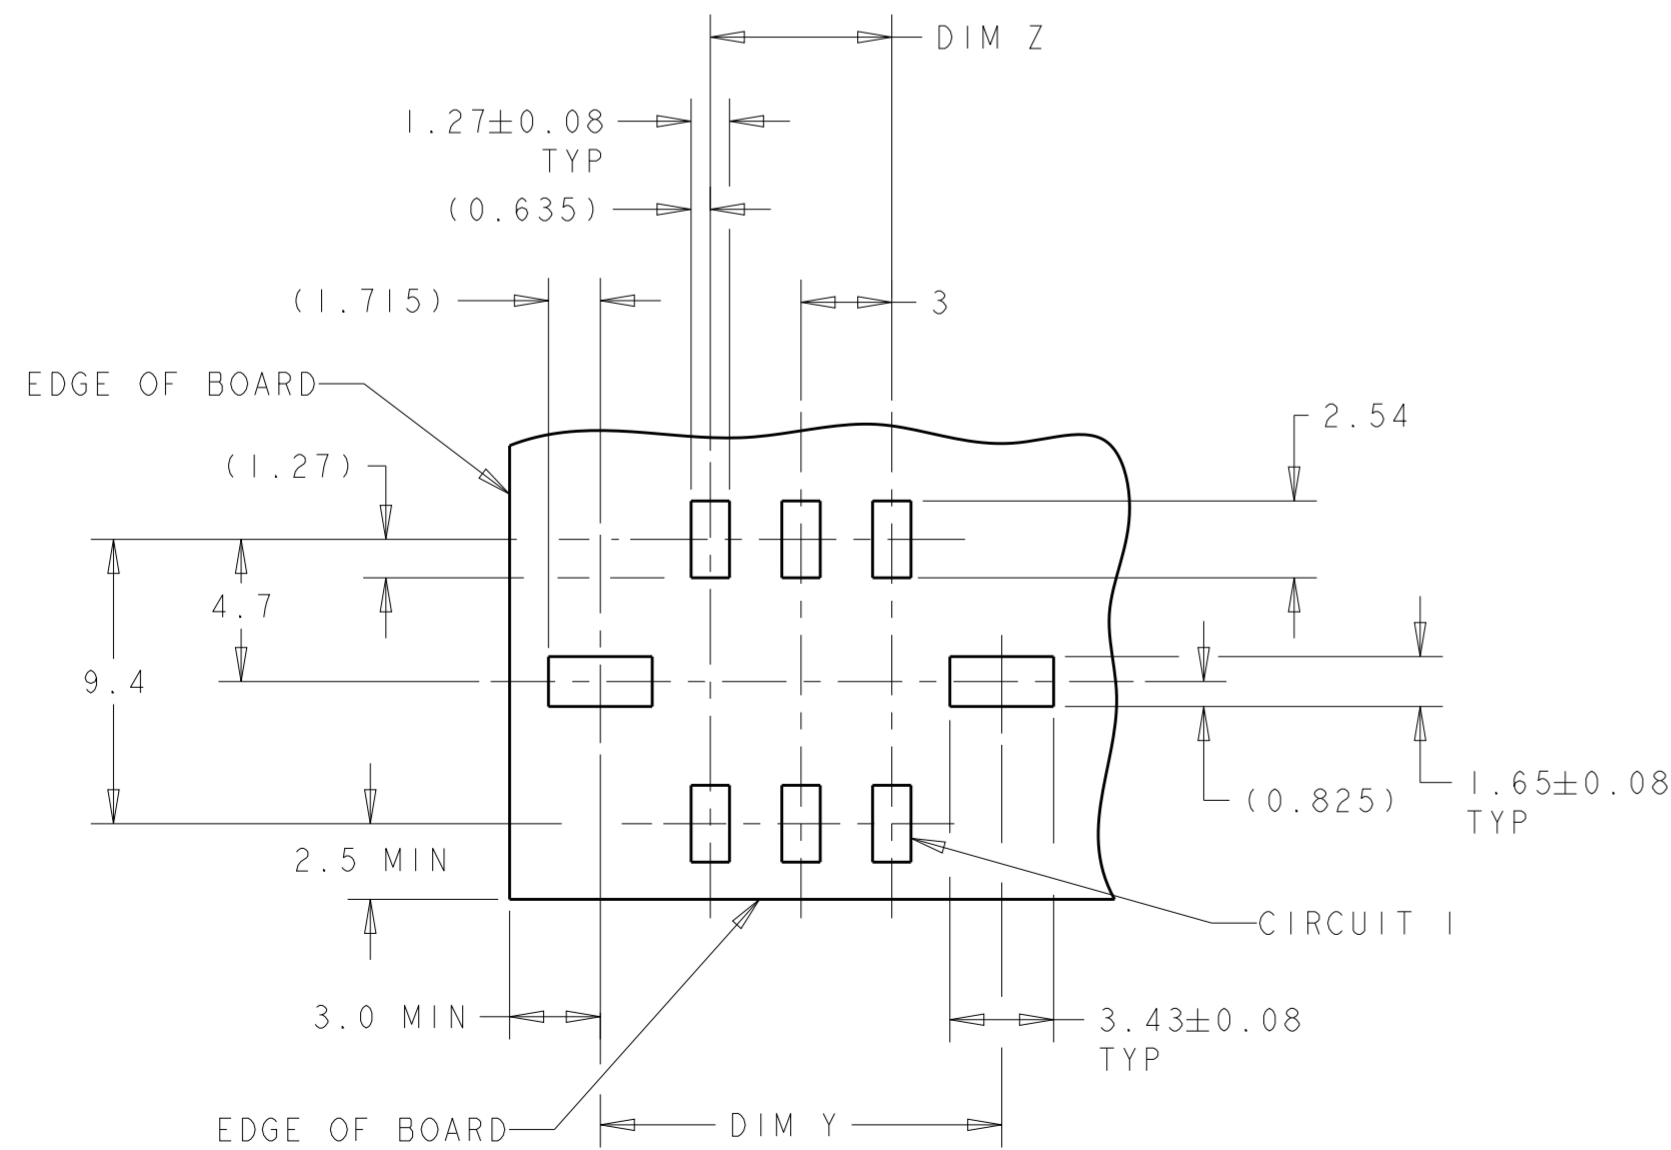 DIM Z
1.27±0.08
TYP
(0.635)
(1.715)
3
EDGE OF BOARD
2.54
(1.27)
4.7
9.4
1.65±0.08
TYP
(0.825)
2.5 MIN
CIRCUIT 1
3.0 MIN
3.43±0.08
TYP
DIM Y
EDGE OF BOARD